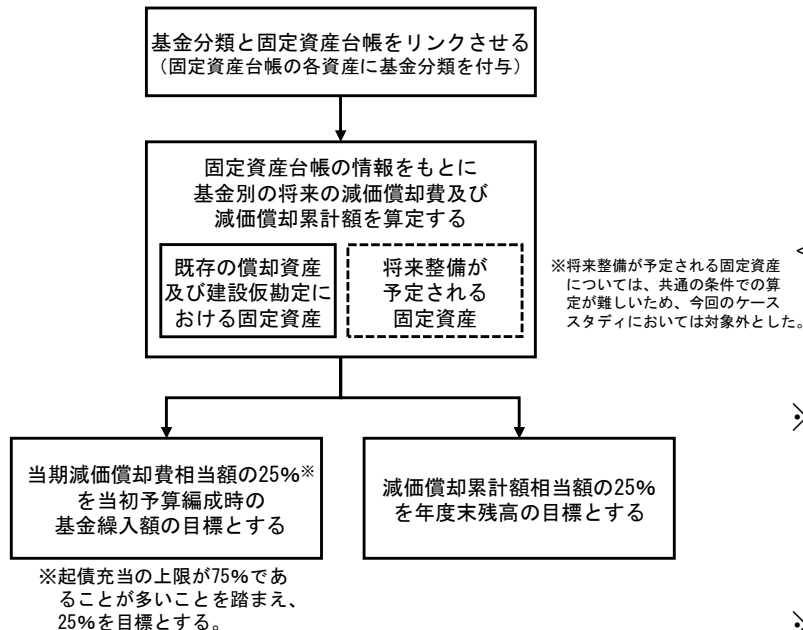 基金分類と固定資産台帳をリンクさせる
（固定資産台帳の各資産に基金分類を付与）
固定資産台帳の情報をもとに
基金別の将来の減価償却費及び
減価償却累計額を算定する
既存の償却資産
及び建設仮勘定に
おける固定資産
将来整備が
予定される
固定資産
※将来整備が予定される固定資産
については、共通の条件での算
定が難しいため、今回のケース
スタディにおいては対象外とした。
当期減価償却費相当額の25%※
を当初予算編成時の
基金繰入額の目標とする
減価償却累計額相当額の25%
を年度末残高の目標とする
※起債充当の上限が75%であ
ることが多いことを踏まえ、
25%を目標とする。